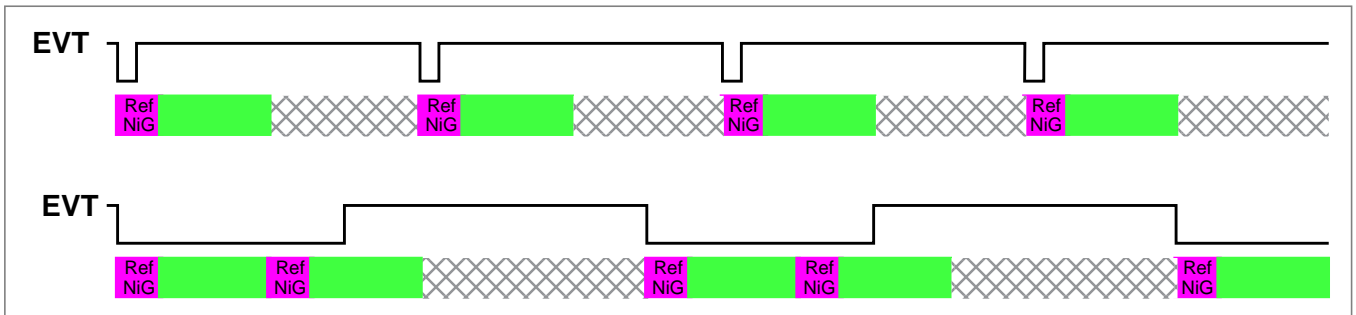 EVT
Ref Ref Ref Ref
NiG NiG NiG NiG
EVT
Ref Ref Ref Ref Ref
NiG NiG NiG NiG NiG